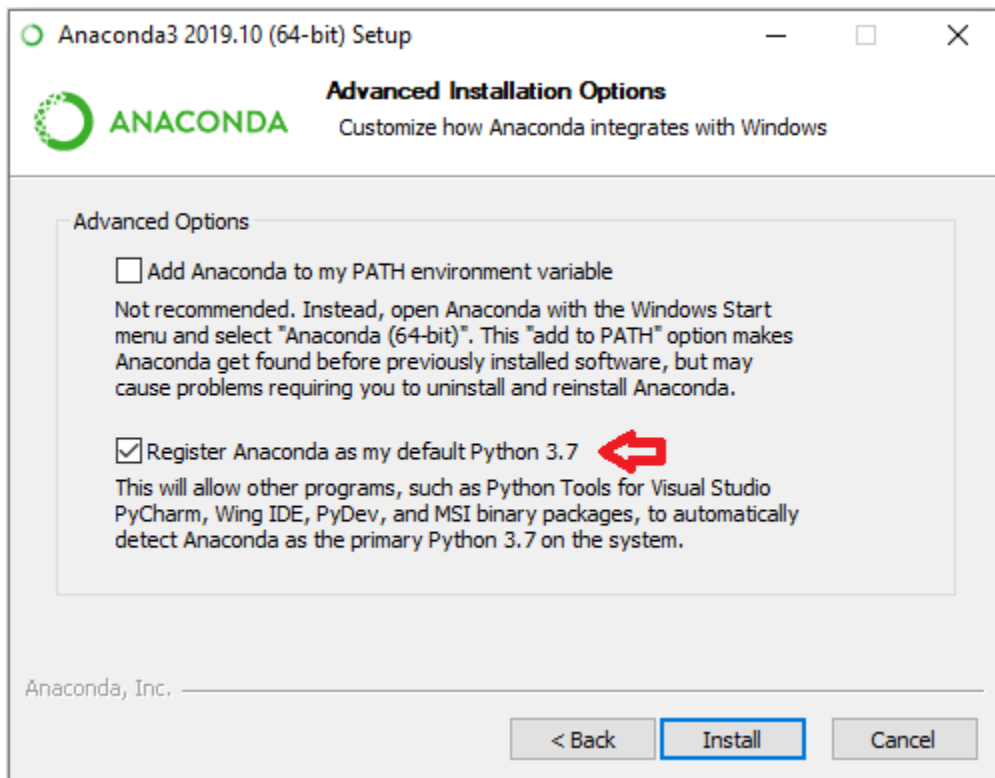 Anaconda3 2019.10 (64-bit) Setup
ANACONDA
Advanced Installation Options
Customize how Anaconda integrates with Windows
Advanced Options
Add Anaconda to my PATH environment variable
Not recommended. Instead, open Anaconda with the Windows Start
menu and select "Anaconda (64-bit)". This "add to PATH" option makes
Anaconda get found before previously installed software, but may
cause problems requiring you to uninstall and reinstall Anaconda.
Register Anaconda as my default Python 3.7
This will allow other programs, such as Python Tools for Visual Studio
PyCharm, Wing IDE, PyDev, and MSI binary packages, to automatically
detect Anaconda as the primary Python 3.7 on the system.
Anaconda, Inc.
< Back Install Cancel